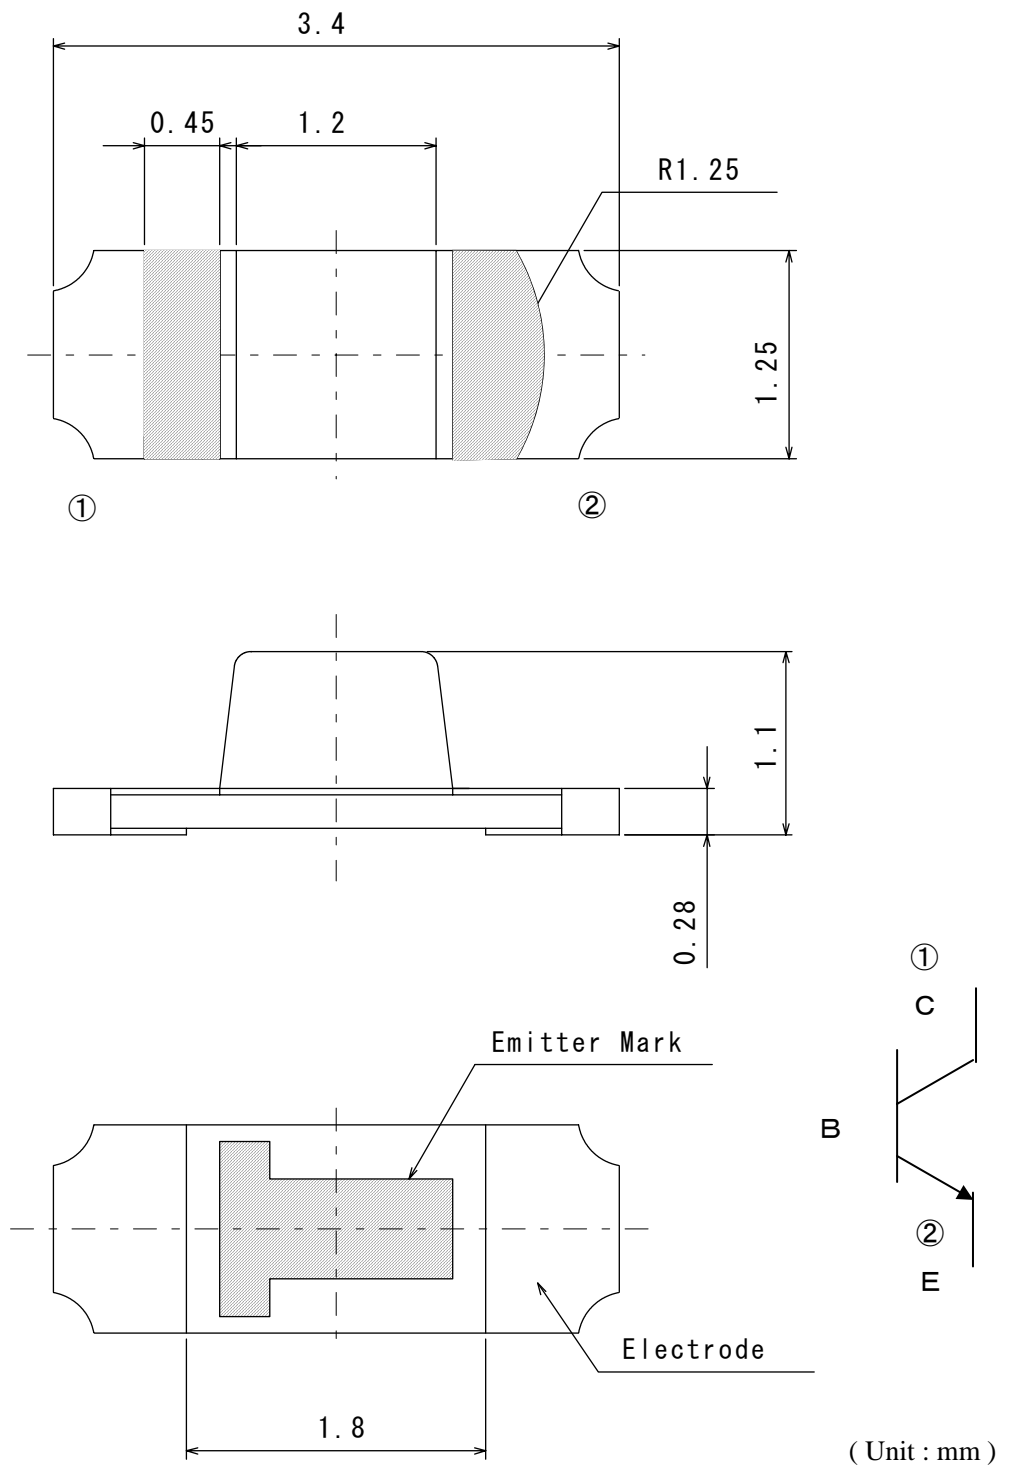 3.4
0.45
1.2
R1.25
1.25
① ②
1.1
0.28
①
C
B
②
E
Emitter Mark
Electrode
1.8
( Unit : mm )